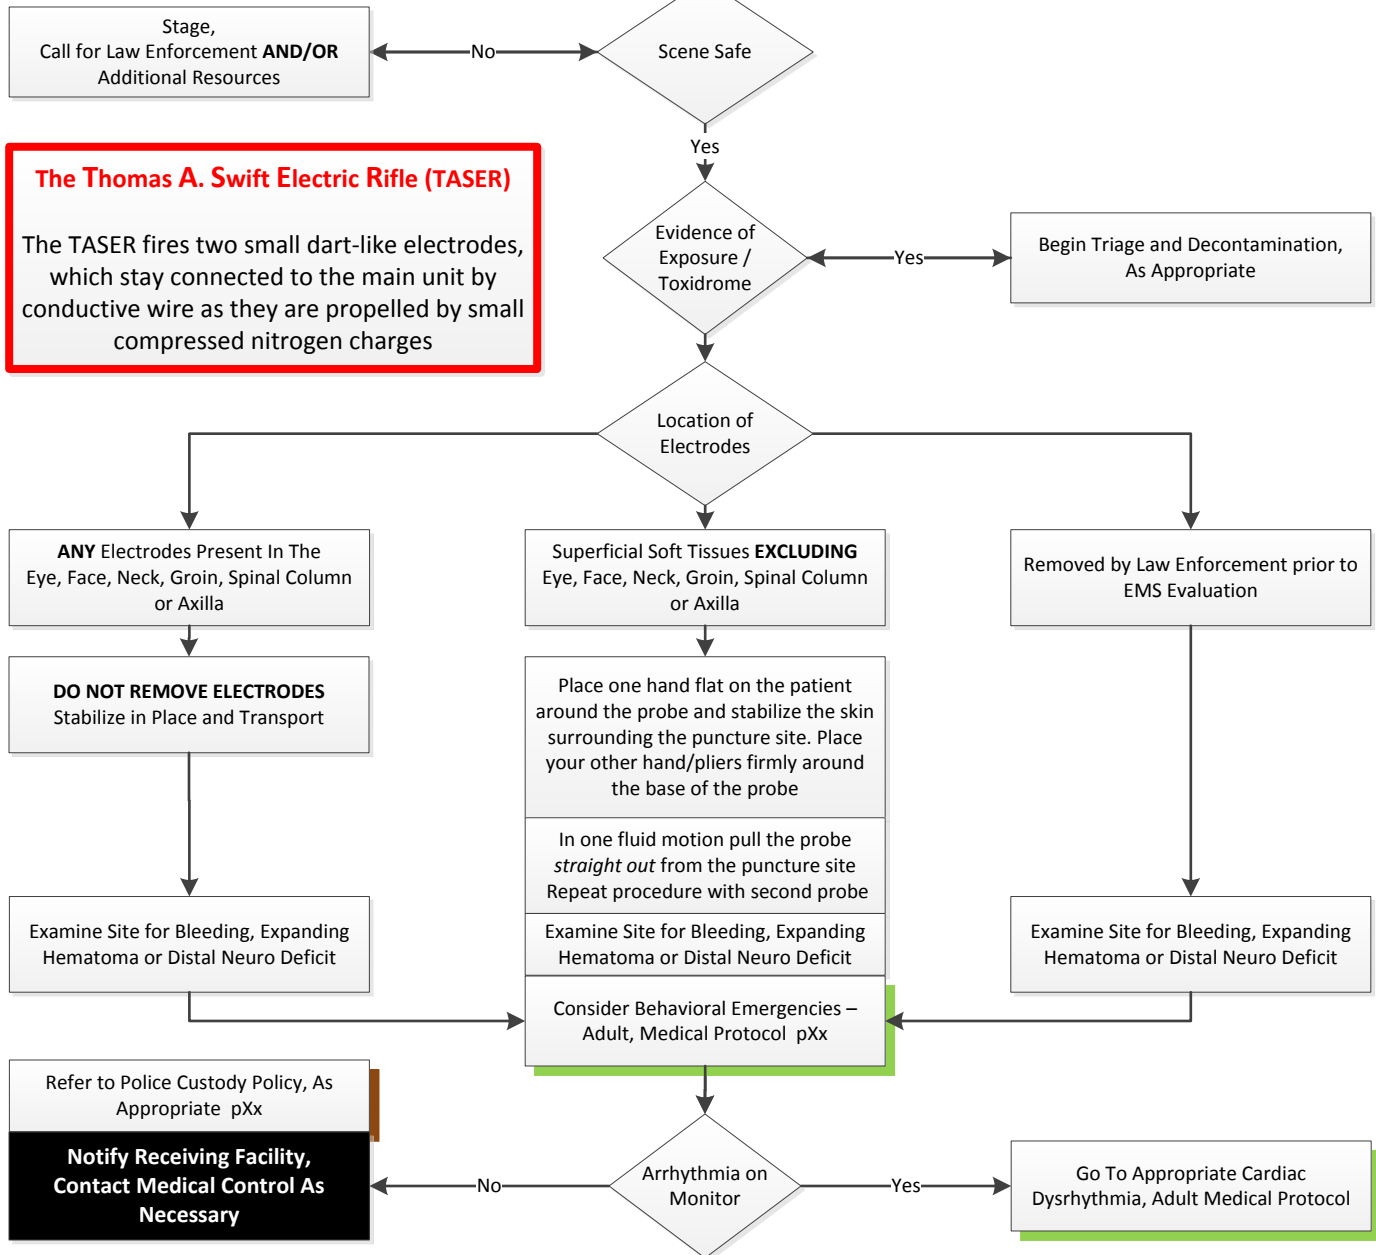 Stage,
Call for Law Enforcement AND/OR
Additional Resources
No
Scene Safe
Yes
The Thomas A. Swift Electric Rifle (TASER)
The TASER fires two small dart-like electrodes,
which stay connected to the main unit by
conductive wire as they are propelled by small
compressed nitrogen charges
Evidence of
Exposure /
Toxidrome
Yes
Begin Triage and Decontamination,
As Appropriate
Location of
Electrodes
ANY Electrodes Present In The
Eye, Face, Neck, Groin, Spinal Column
or Axilla
Superficial Soft Tissues EXCLUDING
Eye, Face, Neck, Groin, Spinal Column
or Axilla
Removed by Law Enforcement prior to
EMS Evaluation
DO NOT REMOVE ELECTRODES
Stabilize in Place and Transport
Place one hand flat on the patient
around the probe and stabilize the skin
surrounding the puncture site. Place
your other hand/pliers firmly around
the base of the probe
In one fluid motion pull the probe
straight out from the puncture site
Repeat procedure with second probe
Examine Site for Bleeding, Expanding
Hematoma or Distal Neuro Deficit
Examine Site for Bleeding, Expanding
Hematoma or Distal Neuro Deficit
Examine Site for Bleeding, Expanding
Hematoma or Distal Neuro Deficit
Consider Behavioral Emergencies –
Adult, Medical Protocol pXx
Refer to Police Custody Policy, As
Appropriate pXx
Notify Receiving Facility,
Contact Medical Control As
Necessary
No
Arrhythmia on
Monitor
Yes
Go To Appropriate Cardiac
Dysrhythmia, Adult Medical Protocol